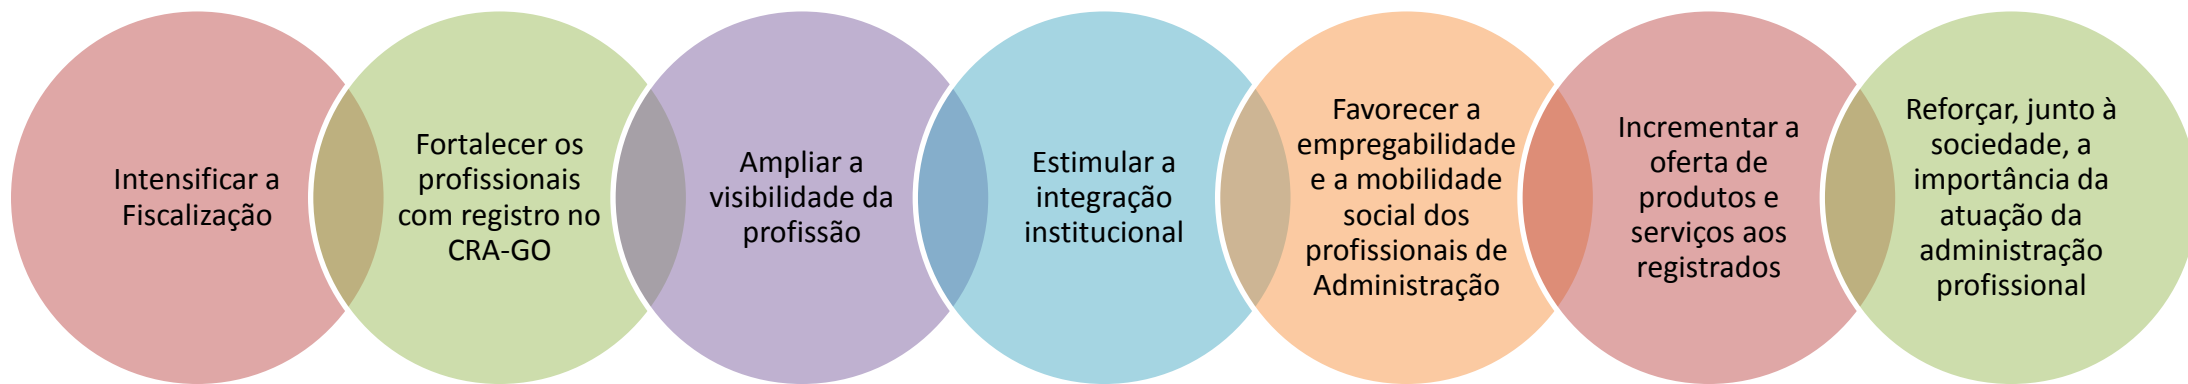 Intensificar a
Fiscalização
Fortalecer os
profissionais
com registro no
CRA-GO
Ampliar a
visibilidade da
profissão
Estimular a
integração
institucional
Favorecer a
empregabilidade
e a mobilidade
social dos
profissionais de
Administração
Incrementar a
oferta de
produtos e
serviços aos
registrados
Reforçar, junto à
sociedade, a
importância da
atuação da
administração
profissional